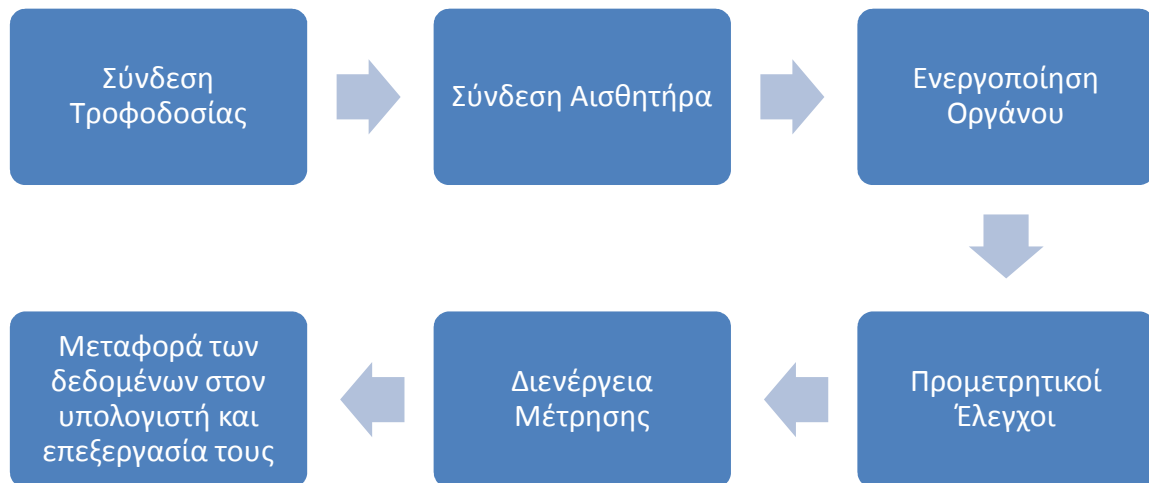 Σύνδεση
Τροφοδοσίας
Σύνδεση Αισθητήρα
Ενεργοποίηση
Οργάνου
Προμετρητικοί
Έλεγχοι
Διενέργεια
Μέτρησης
Μεταφορά των
δεδομένων στον
υπολογιστή και
επεξεργασία τους